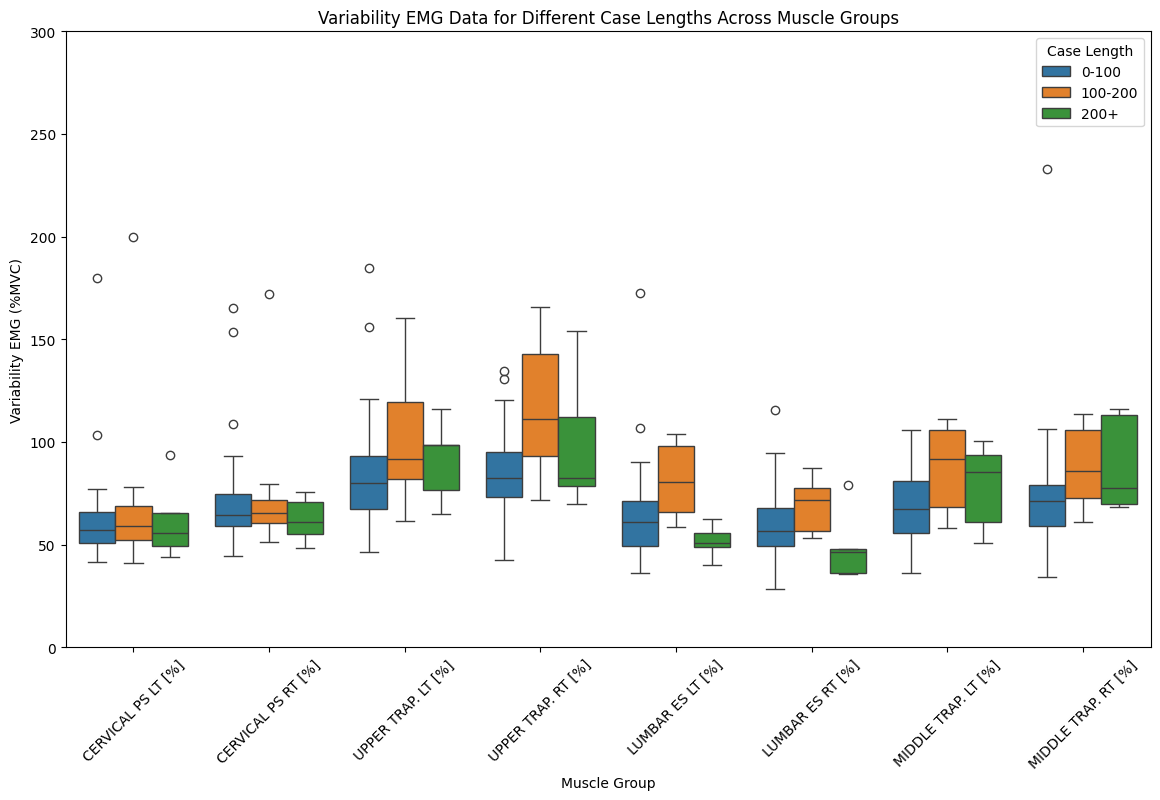 Variability EMG Data for Different Case Lengths Across Muscle Groups
Case Length
0-100
100-200
200+
300
250
200
150
100
50
0
Variability EMG (%MVC)
CERVICAL PS LT [%]
CERVICAL PS RT [%]
UPPER TRAP. LT [%]
UPPER TRAP. RT [%]
LUMBAR ES LT [%]
LUMBAR ES RT [%]
MIDDLE TRAP. LT [%]
MIDDLE TRAP. RT [%]
Muscle Group